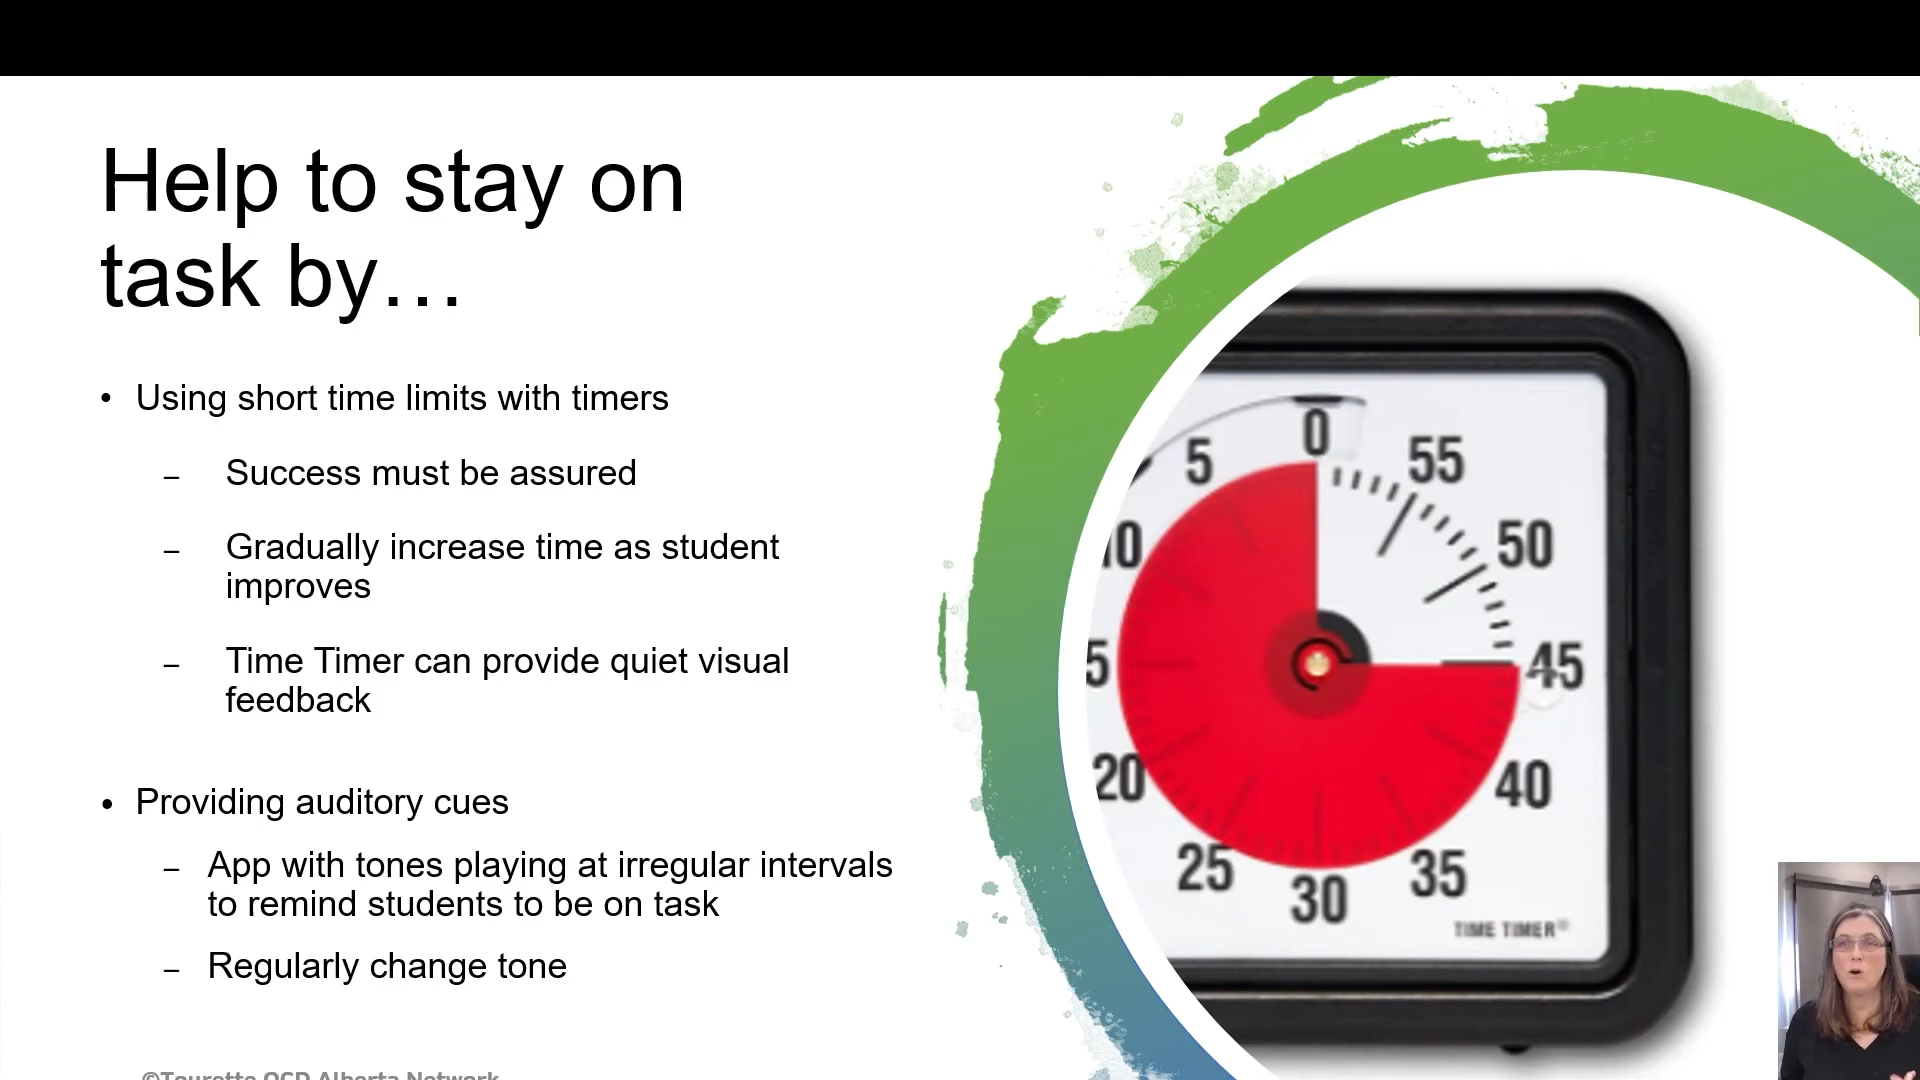 Help to stay on
task by…
• Using short time limits with timers
– Success must be assured
– Gradually increase time as student
improves
– Time Timer can provide quiet visual
feedback
• Providing auditory cues
– App with tones playing at irregular intervals
to remind students to be on task
– Regularly change tone
©Tourette OCD Alberta Network
0
5
55
10
50
5
45
20
40
25
35
30
TIME TIMER®